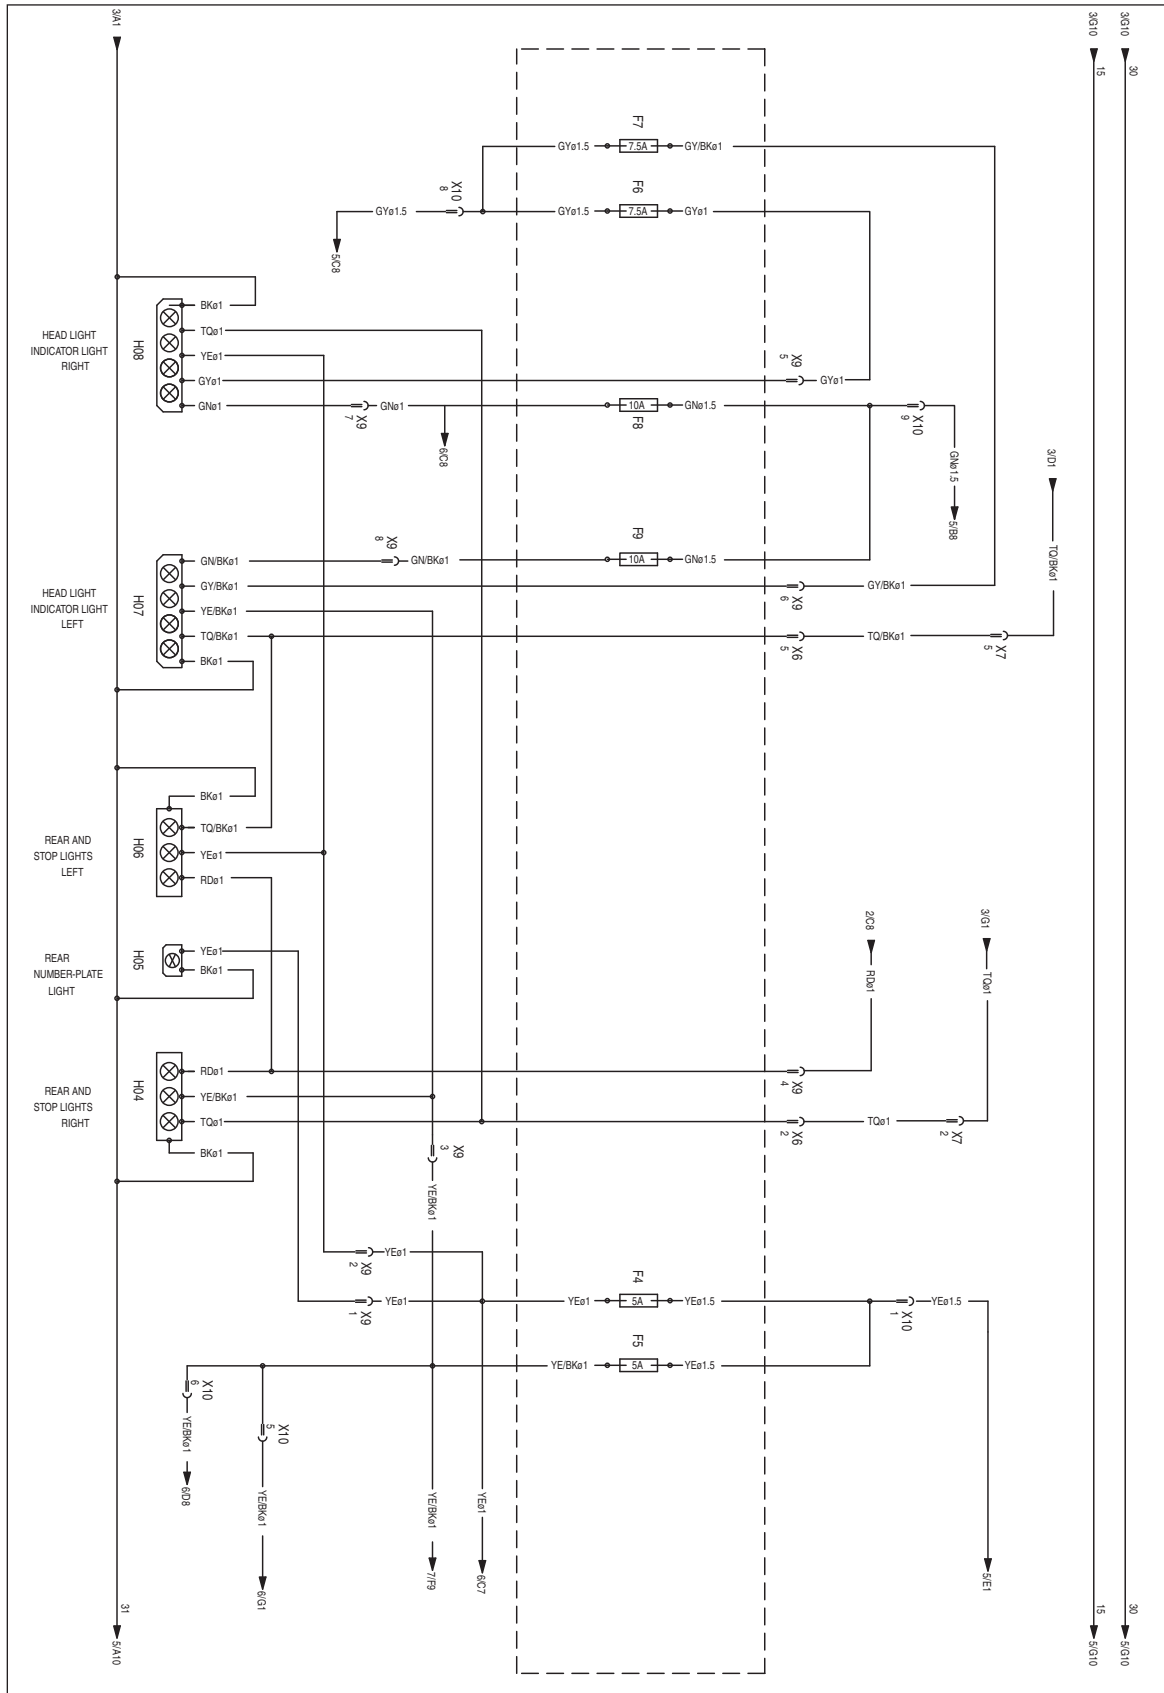 3/A1
3/G10
3/G10
15
30
F7
GYø1.5
7.5A
GY/BKø1
X10
8
F6
GYø1.5
GYø1.5
7.5A
GYø1
5/C8
HEAD LIGHT
INDICATOR LIGHT
RIGHT
H08
BKø1
TQø1
YEø1
GYø1
GNø1
X9
5
GYø1
GNø1
X9
7
6/C8
10A
F8
GNø1.5
X10
9
GNø1.5
5/B8
3/D1
TQ/BKø1
HEAD LIGHT
INDICATOR LIGHT
LEFT
H07
GN/BKø1
GY/BKø1
YE/BKø1
TQ/BKø1
BKø1
X9
8
GN/BKø1
F9
10A
GNø1.5
X9
6
GY/BKø1
X6
5
TQ/BKø1
X7
5
REAR AND
STOP LIGHTS
LEFT
H06
BKø1
TQ/BKø1
YEø1
RDø1
REAR
NUMBER-PLATE
LIGHT
H05
YEø1
BKø1
2/C8
RDø1
3/G1
TQø1
REAR AND
STOP LIGHTS
RIGHT
H04
RDø1
YE/BKø1
TQø1
BKø1
X9
4
X6
2
TQø1
X7
2
X9
3
YE/BKø1
YEø1
X9
2
YEø1
X9
1
F4
YEø1
5A
YEø1.5
X10
1
YEø1.5
F5
YE/BKø1
5A
YEø1.5
X10
6
YE/BKø1
6/D8
X10
5
YE/BKø1
6/G1
YE/BKø1
7/F9
YEø1
6/C7
5/E1
31
5/A10
15
5/G10
30
5/G10